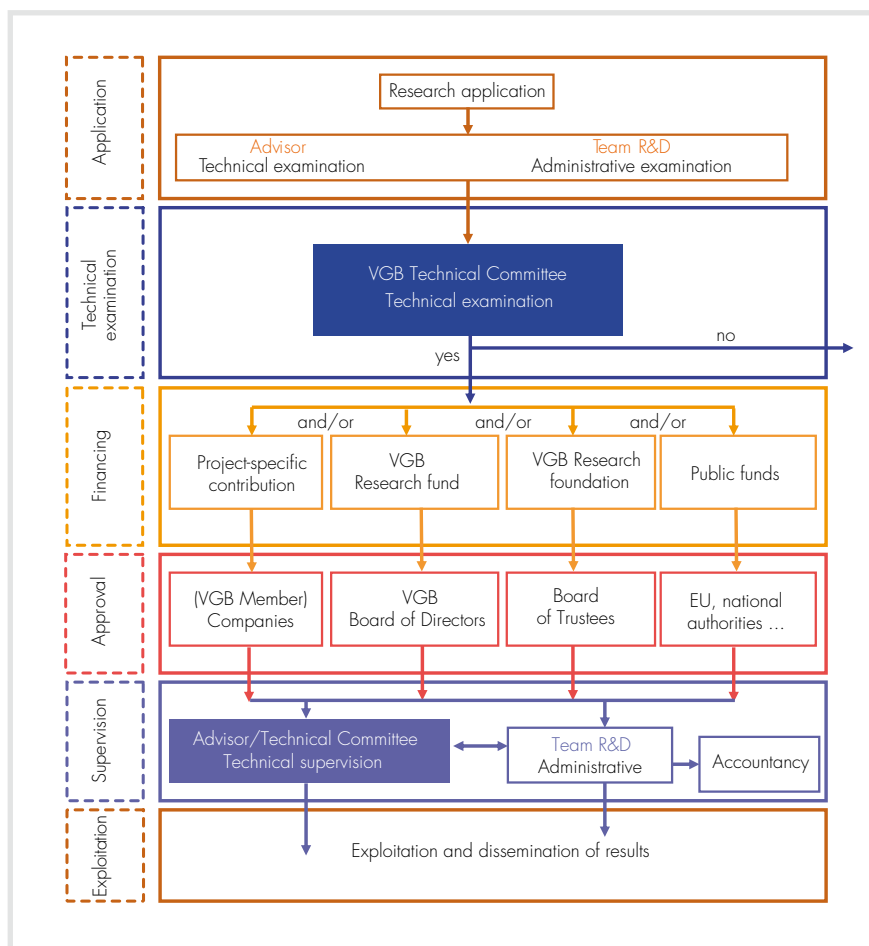 Application
Research application
Advisor
Technical examination
Team R&D
Administrative examination
Technical
examination
VGB Technical Committee
Technical examination
yes
no
Financing
and/or
and/or
and/or
Project-specific
contribution
VGB
Research fund
VGB Research
foundation
Public funds
Approval
(VGB Member)
Companies
VGB
Board of Directors
Board
of Trustees
EU, national
authorities ...
Supervision
Advisor/Technical Committee
Technical supervision
Team R&D
Administrative
Accountancy
Exploitation
Exploitation and dissemination of results